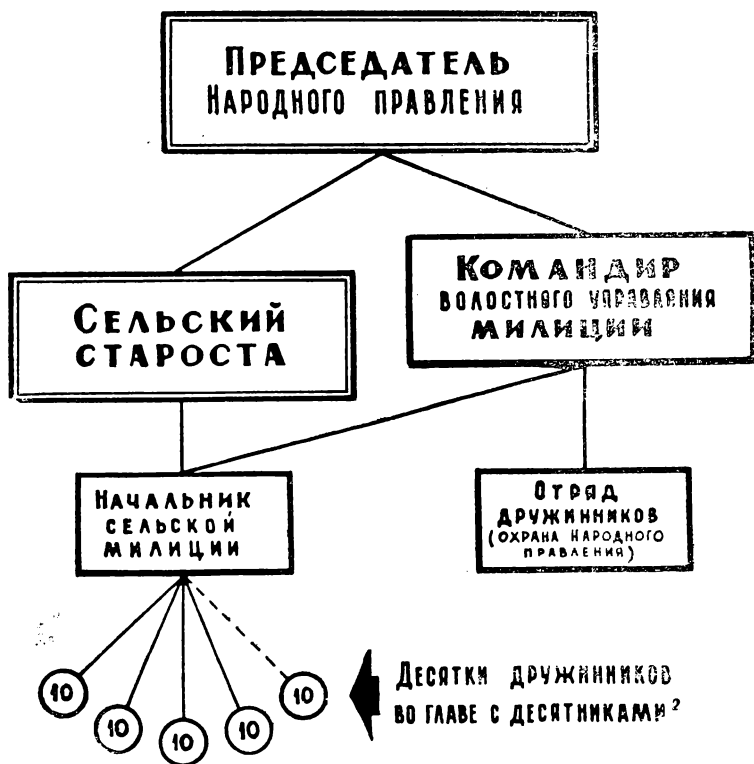 ПРЕДСЕДАТЕЛЬ
НАРОДНОГО ПРАВЛЕНИЯ
КОМАНДИР
ВОЛОСТНОГО УПРАВЛЕНИЯ
МИЛИЦИИ
СЕЛЬСКИЙ
СТАРОСТА
НАЧАЛЬНИК
СЕЛЬСКОЙ
МИЛИЦИИ
ОТРЯД
ДРУЖИННИКОВ
(ОХРАНА НАРОДНОГО
ПРАВЛЕНИЯ)
10
10
10
10
10
ДЕСЯТКИ ДРУЖИННИКОВ
ВО ГЛАВЕ С ДЕСЯТНИКАМИ²